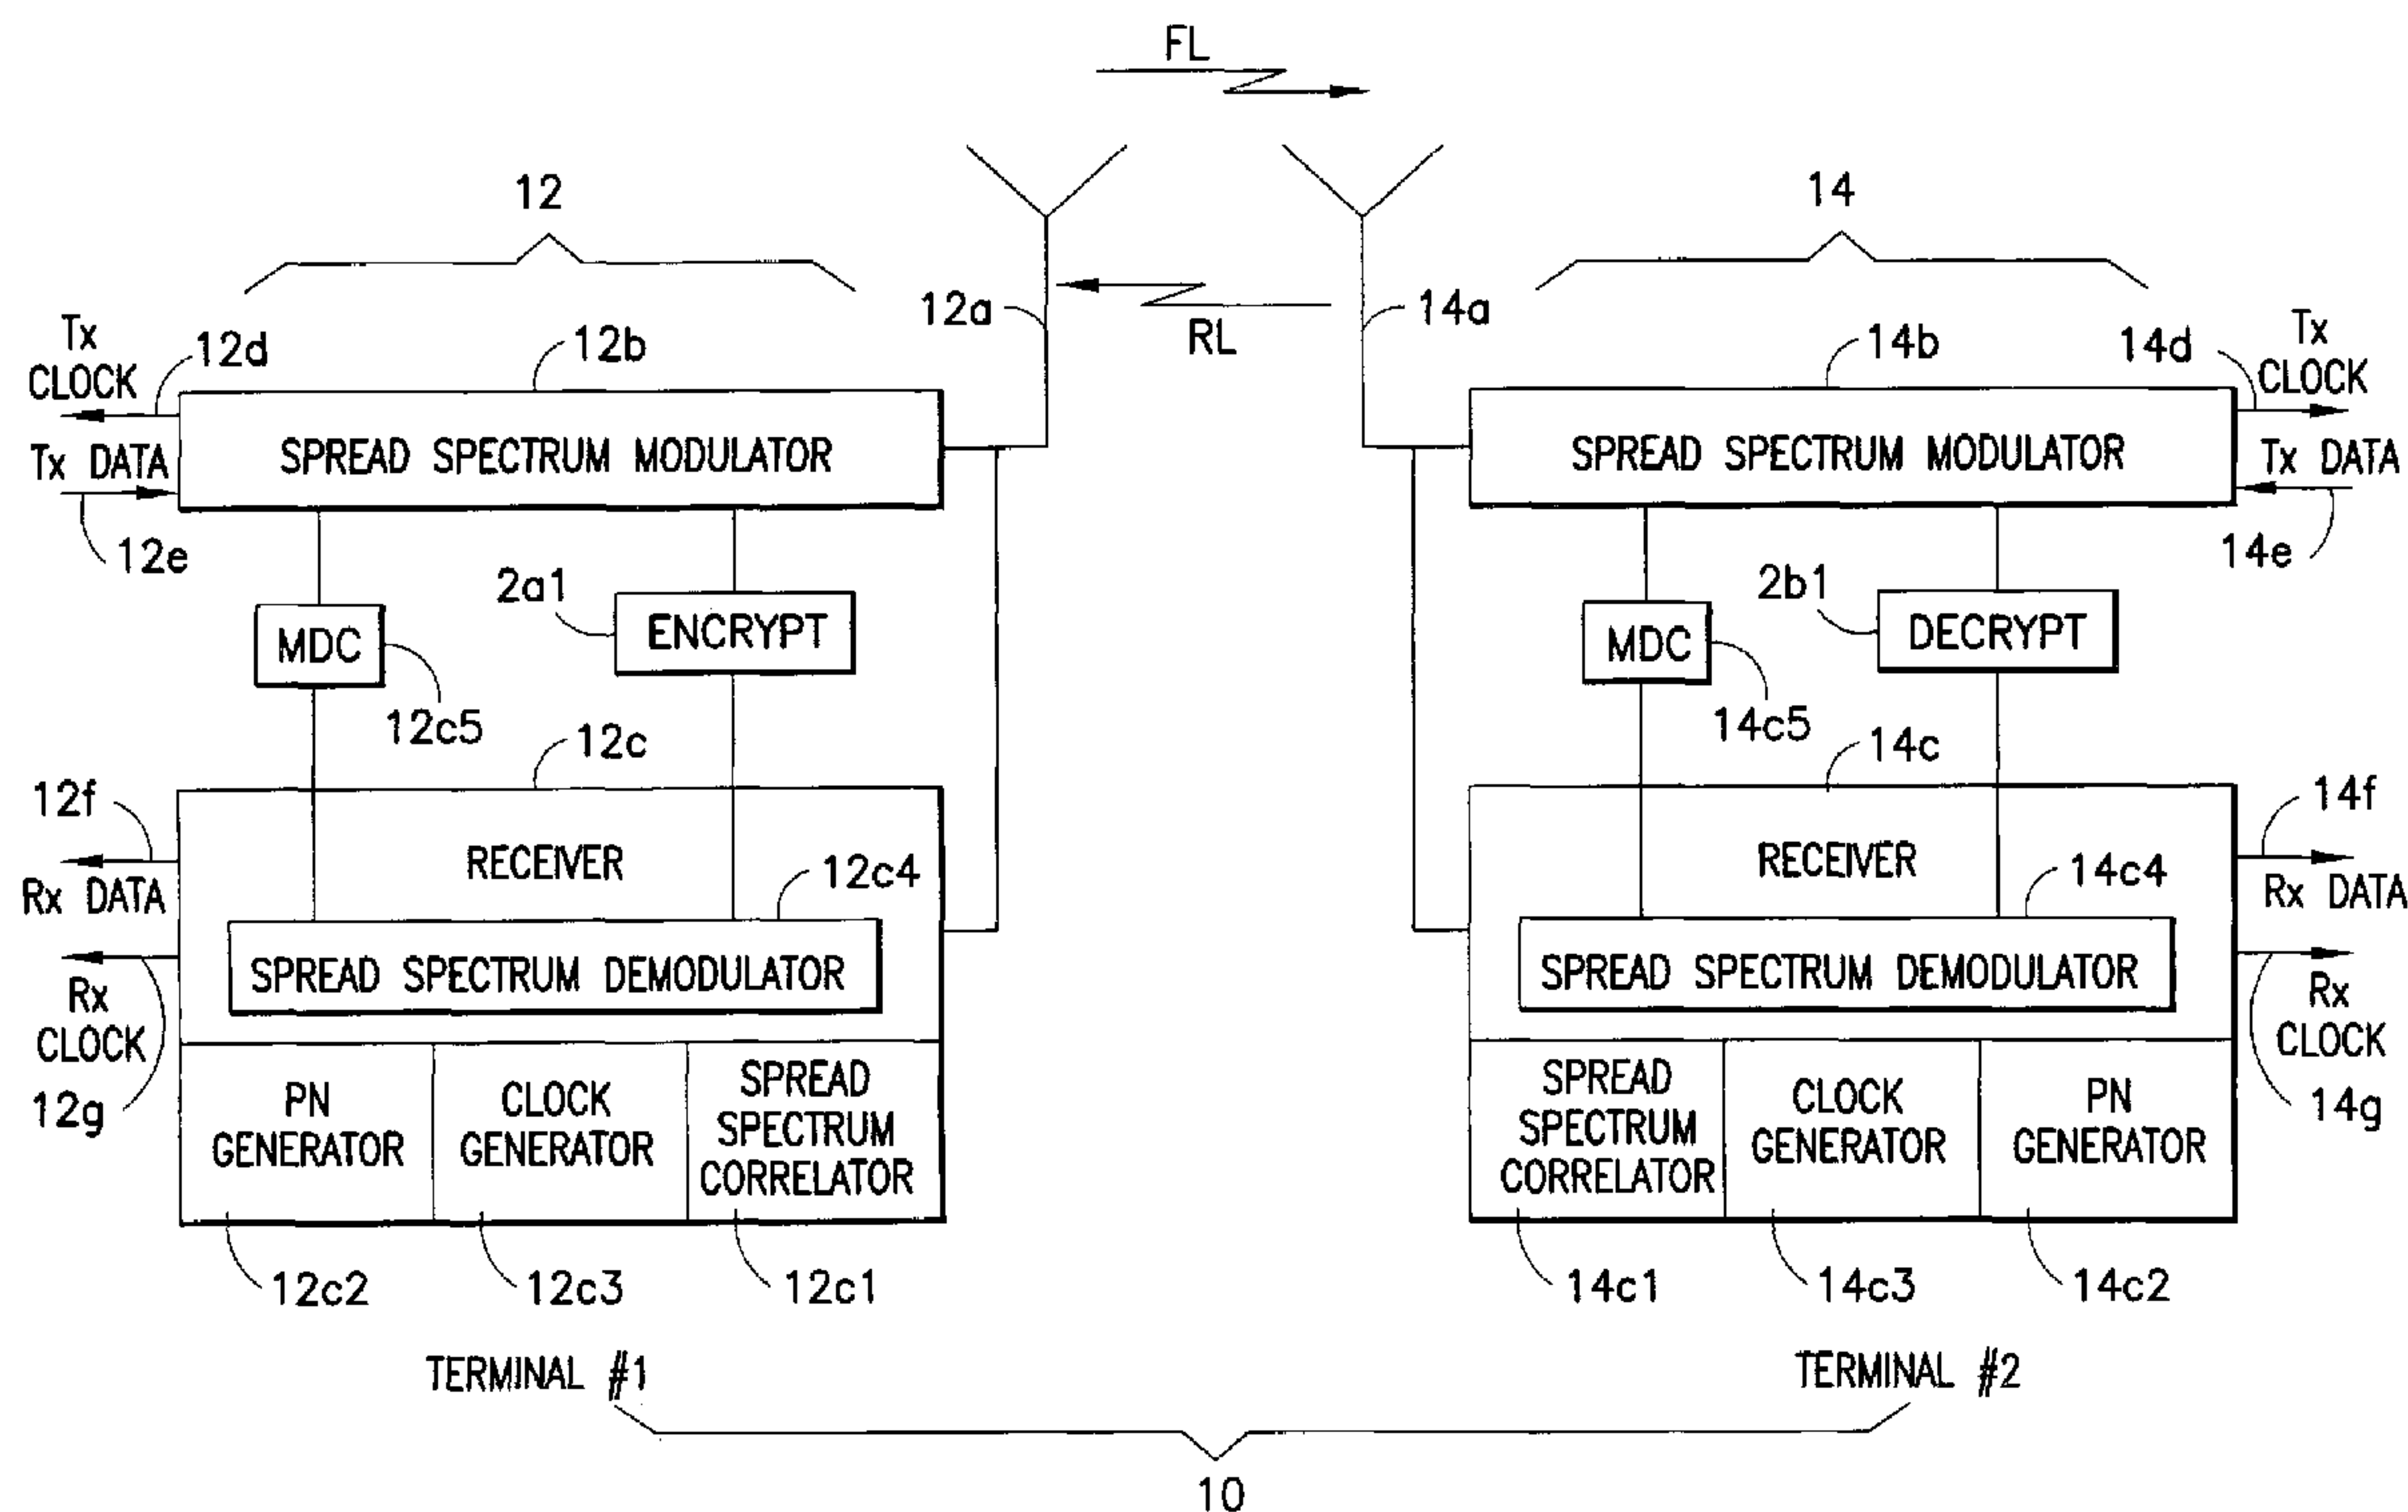 FL
12
14
12a
RL
14a
Tx
CLOCK
12d
12b
14b
14d
Tx
CLOCK
Tx DATA
SPREAD SPECTRUM MODULATOR
SPREAD SPECTRUM MODULATOR
Tx DATA
12e
14e
2a1
2b1
MDC
ENCRYPT
MDC
DECRYPT
12c5
14c5
12c
14c
12f
14f
RECEIVER
12c4
RECEIVER
14c4
Rx DATA
Rx DATA
SPREAD SPECTRUM DEMODULATOR
SPREAD SPECTRUM DEMODULATOR
Rx
CLOCK
Rx
CLOCK
12g
14g
PN
GENERATOR
CLOCK
GENERATOR
SPREAD
SPECTRUM
CORRELATOR
SPREAD
SPECTRUM
CORRELATOR
CLOCK
GENERATOR
PN
GENERATOR
12c2
12c3
12c1
14c1
14c3
14c2
TERMINAL #1
TERMINAL #2
10